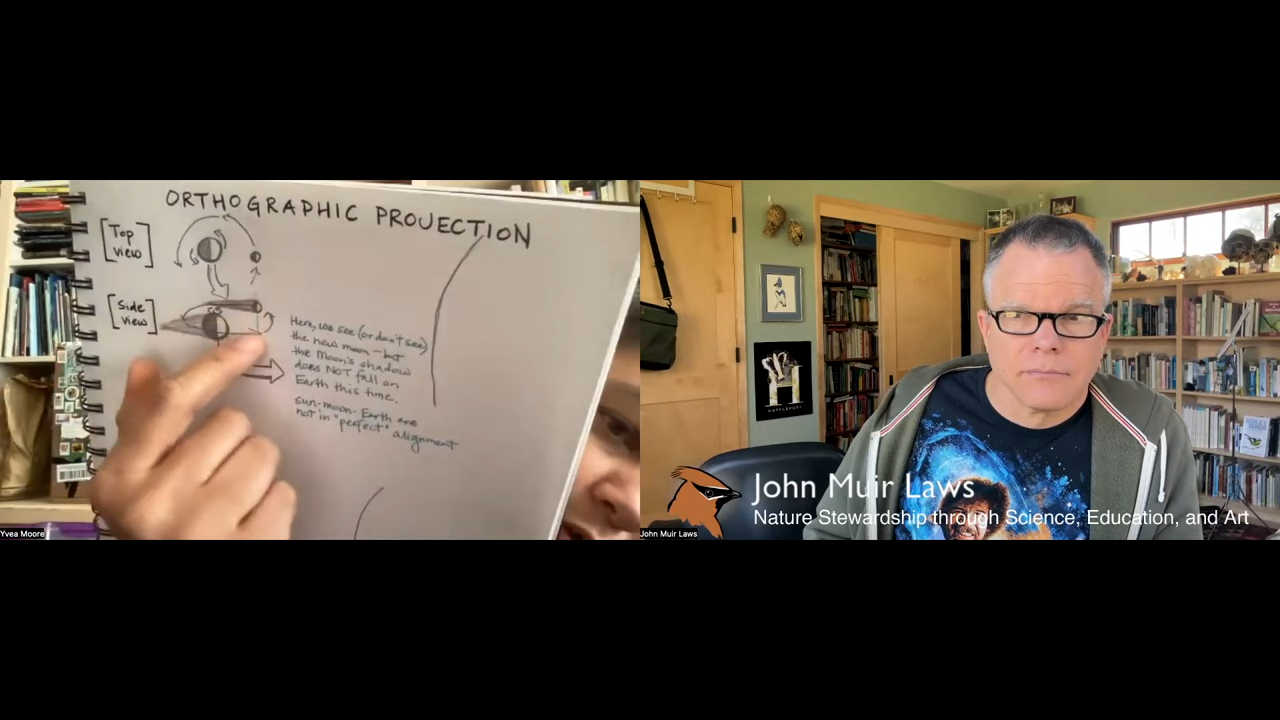 ORTHOGRAPHIC PROJECTION
[Top
view]
[Side
view]
Here, we see (or don't see)
the new moon — but
the Moon's shadow
does NOT fall on
Earth this time.
sun-moon-Earth are
not in "perfect" alignment
Yvea Moore
HUFFLEPUFF
John Muir Laws
Nature Stewardship through Science, Education, and Art
John Muir Laws